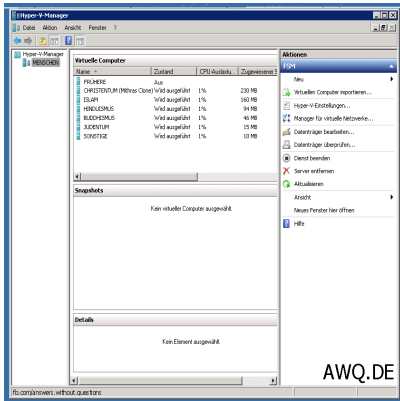 Hyper-V-Manager
Datei Aktion Ansicht Fenster ?
Hyper-V-Manager
MENSCHEN
Virtuelle Computer
Name Zustand CPU Auslastu... Zugewiesener S
FRÜHERE Aus
CHRISTENTUM (Mithras Clone) Wird ausgeführt 1% 230 MB
ISLAM Wird ausgeführt 1% 160 MB
HINDUISMUS Wird ausgeführt 1% 94 MB
BUDDHISMUS Wird ausgeführt 1% 46 MB
JUDENTUM Wird ausgeführt 1% 15 MB
SONSTIGE Wird ausgeführt 1% 10 MB
Snapshots
Kein virtueller Computer ausgewählt.
Details
Kein Element ausgewählt.
Aktionen
FSM
Neu
Virtuellen Computer importieren...
Hyper-V-Einstellungen...
Manager für virtuelle Netzwerke...
Datenträger bearbeiten...
Datenträger überprüfen...
Dienst beenden
Server entfernen
Aktualisieren
Ansicht
Neues Fenster hier öffnen
Hilfe
AWQ.DE
fb.com/answers.without.questions